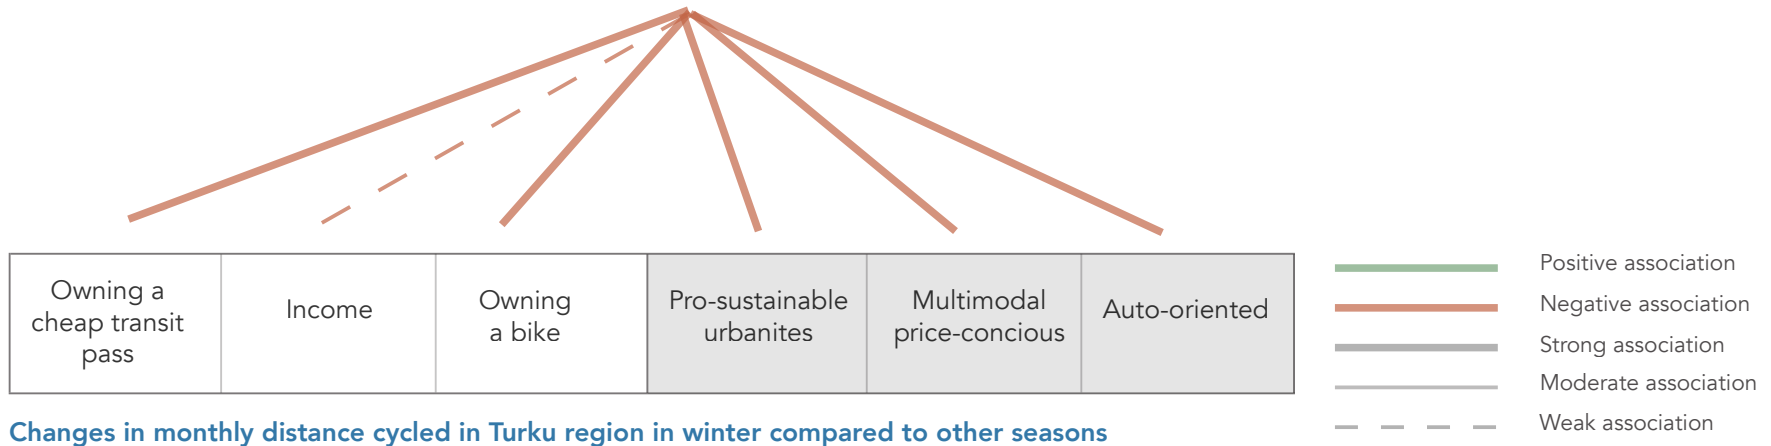 Owning a
cheap transit
pass
Income
Owning
a bike
Pro-sustainable
urbanites
Multimodal
price-concious
Auto-oriented
Positive association
Negative association
Strong association
Moderate association
Weak association
Changes in monthly distance cycled in Turku region in winter compared to other seasons